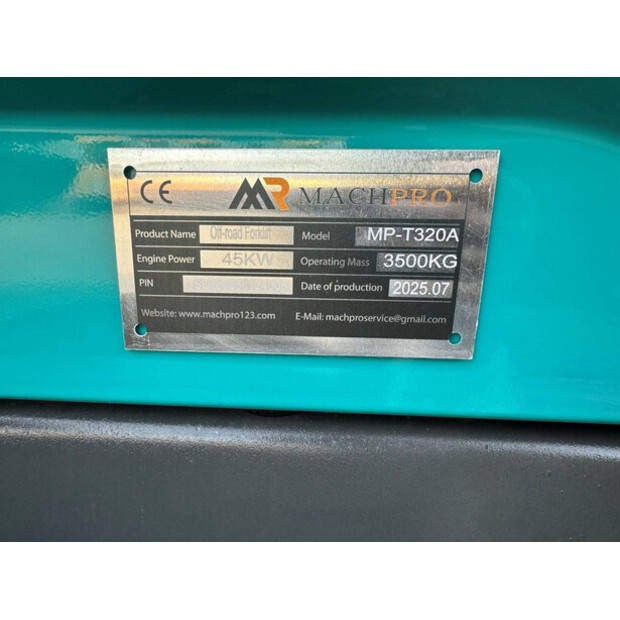 CE MR MACHPRO
Product Name Off-road Forklift Model MP-T320A
Engine Power 45KW Operating Mass 3500KG
PIN Date of production 2025.07
Website: www.machpro123.com E-Mail: machproservice@gmail.com